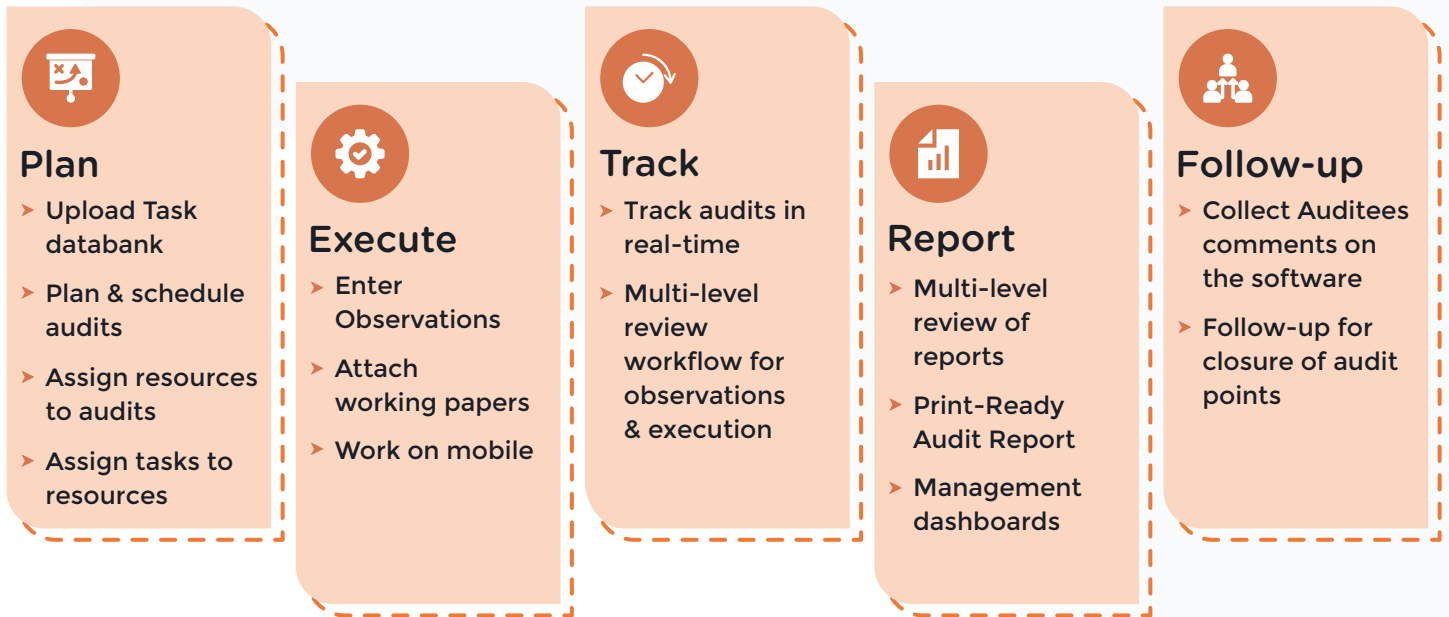 Plan
Upload Task
databank
Plan & schedule
audits
Assign resources
to audits
Assign tasks to
resources
Execute
Enter
Observations
Attach
working papers
Work on mobile
Track
Track audits in
real-time
Multi-level
review
workflow for
observations
& execution
Report
Multi-level
review of
reports
Print-Ready
Audit Report
Management
dashboards
Follow-up
Collect Auditees
comments on
the software
Follow-up for
closure of audit
points